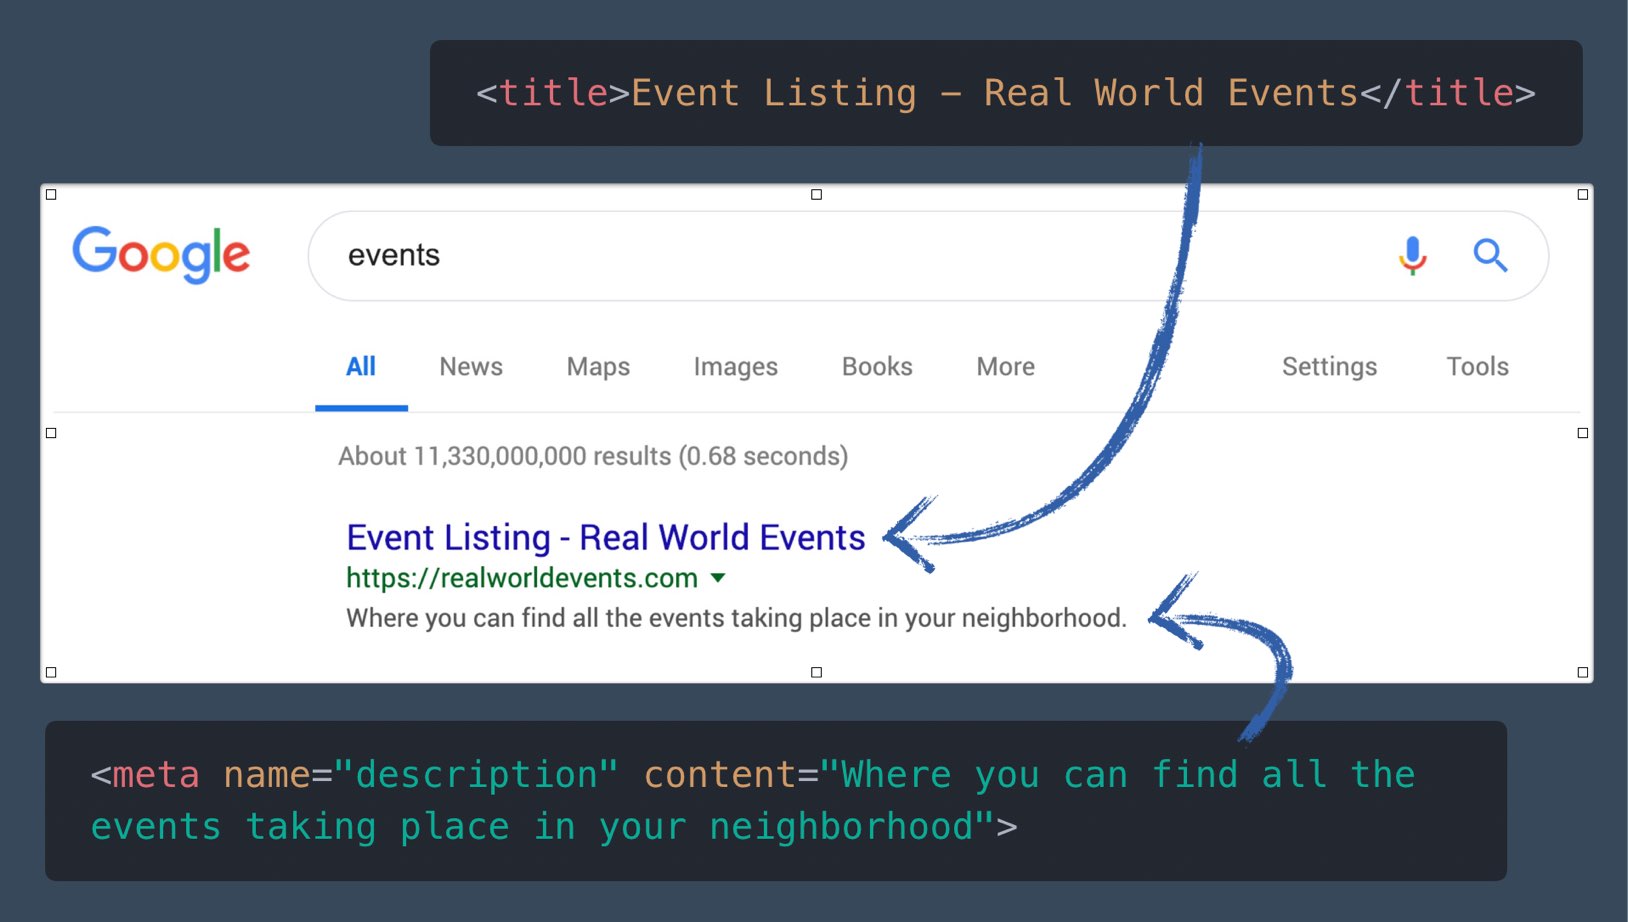 <title>Event Listing – Real World Events</title>
Google
events
All News Maps Images Books More Settings Tools
About 11,330,000,000 results (0.68 seconds)
Event Listing - Real World Events
https://realworldevents.com
Where you can find all the events taking place in your neighborhood.
<meta name="description" content="Where you can find all the
events taking place in your neighborhood">